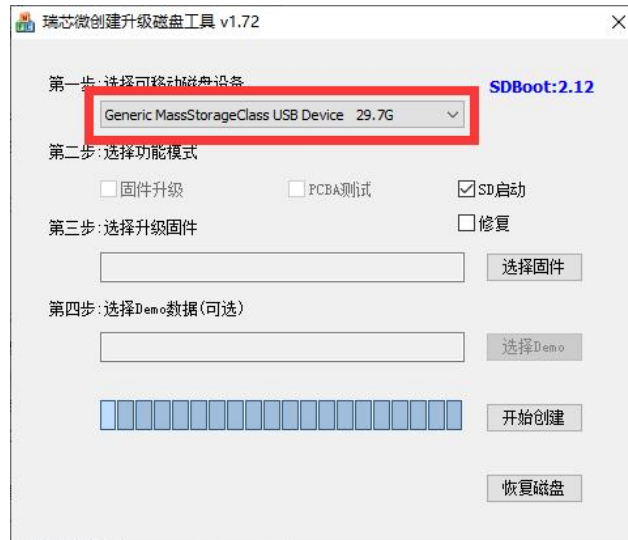 瑞芯微创建升级磁盘工具 v1.72
第一步:选择可移动磁盘设备
SDBoot:2.12
Generic MassStorageClass USB Device 29.7G
第二步:选择功能模式
固件升级
PCBA测试
SD启动
修复
第三步:选择升级固件
选择固件
第四步:选择Demo数据(可选)
选择Demo
开始创建
恢复磁盘